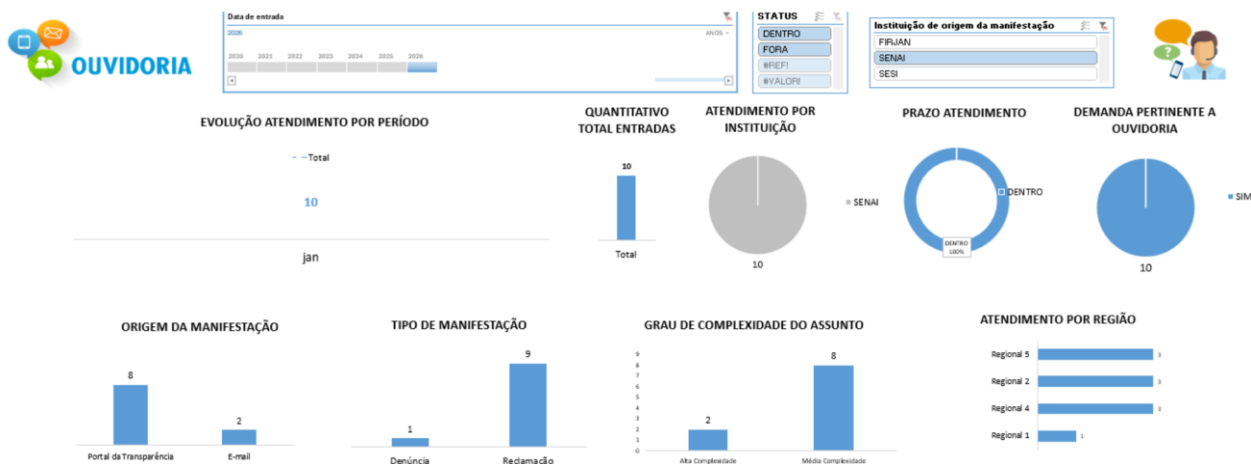 OUVIDORIA
Data de entrada
2026
ANOS
2020 2021 2022 2023 2024 2025 2026
STATUS
DENTRO
FORA
#REF!
#VALOR!
Instituição de origem da manifestação
FIRJAN
SENAI
SESI
?
EVOLUÇÃO ATENDIMENTO POR PERÍODO
Total
10
jan
QUANTITATIVO
TOTAL ENTRADAS
10
Total
ATENDIMENTO POR
INSTITUIÇÃO
SENAI
10
PRAZO ATENDIMENTO
DENTRO
DENTRO
100%
DEMANDA PERTINENTE A
OUVIDORIA
SIM
10
ORIGEM DA MANIFESTAÇÃO
8
2
Portal da Transparência E-mail
TIPO DE MANIFESTAÇÃO
9
1
Denúncia Reclamação
GRAU DE COMPLEXIDADE DO ASSUNTO
9
8
7
6
5
4
3
2
1
0
8
2
Alta Complexidade Média Complexidade
ATENDIMENTO POR REGIÃO
Regional 5 3
Regional 2 3
Regional 4 3
Regional 1 1